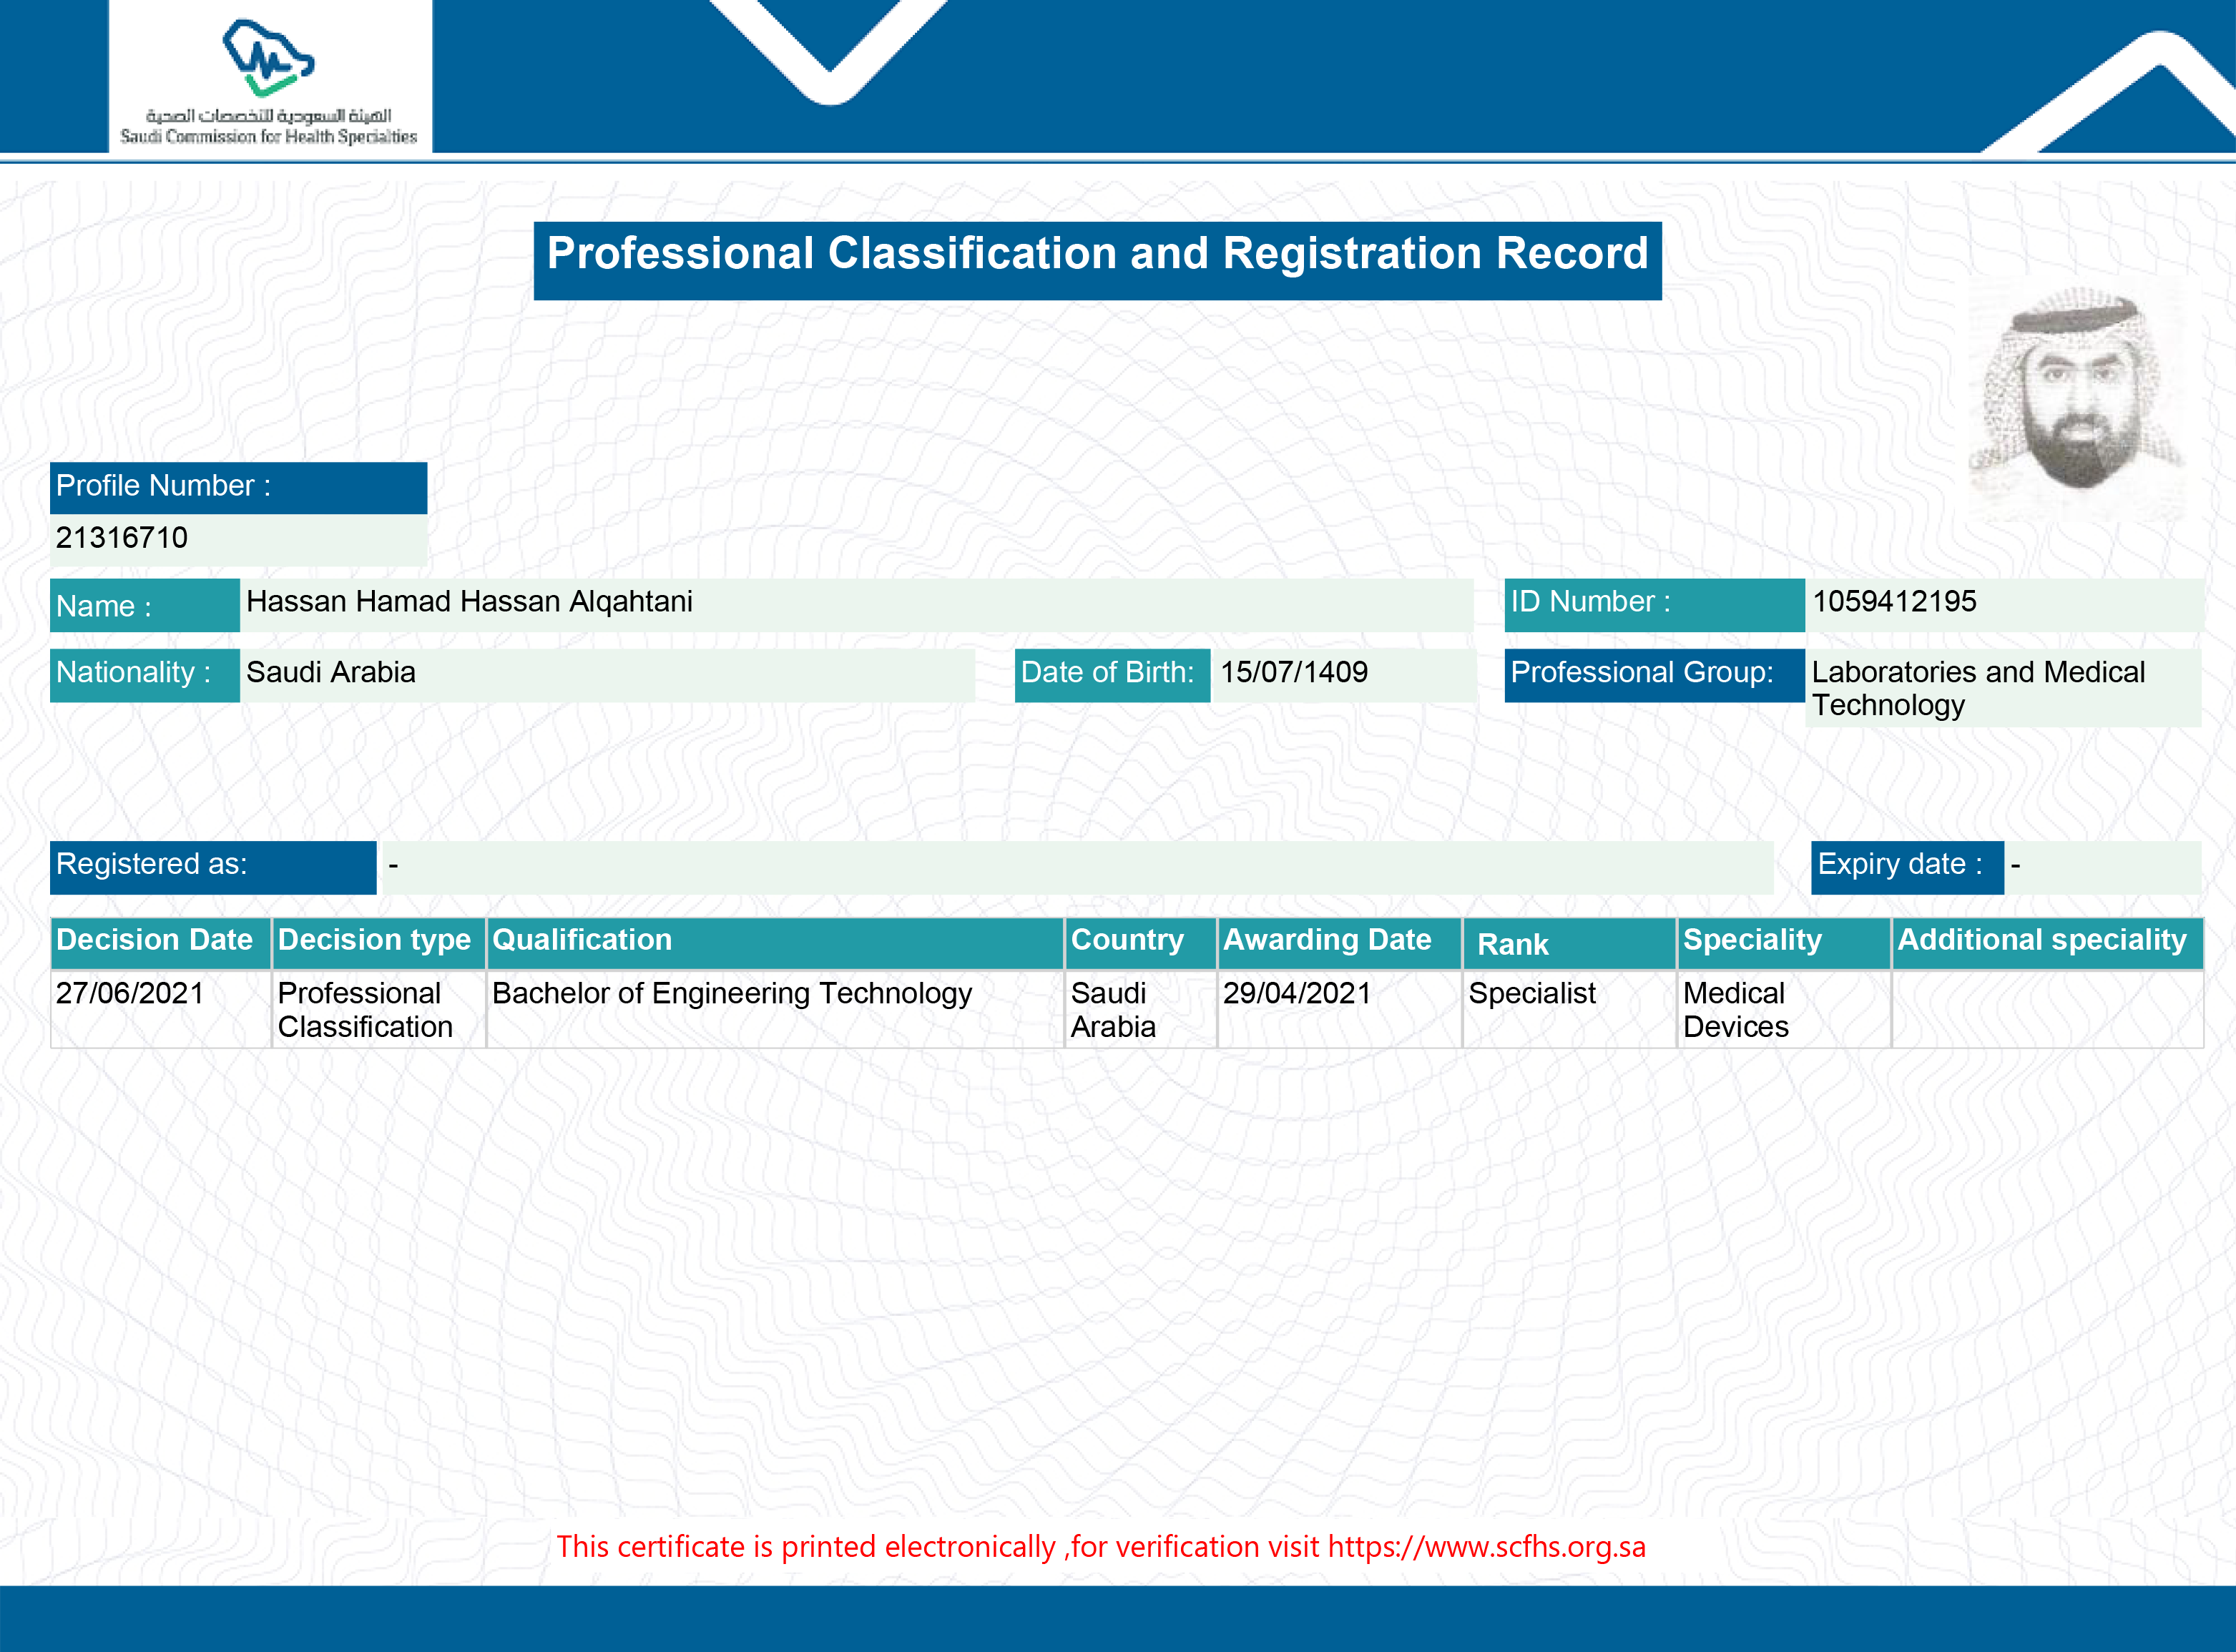 الهيئة السعودية للتخصصات الصحية
Saudi Commission for Health Specialties
Professional Classification and Registration Record
Profile Number :
21316710
Name : Hassan Hamad Hassan Alqahtani ID Number : 1059412195
Nationality : Saudi Arabia Date of Birth: 15/07/1409 Professional Group: Laboratories and Medical
Technology
Registered as: - Expiry date : -
Decision Date Decision type Qualification Country Awarding Date Rank Speciality Additional speciality
27/06/2021 Professional Bachelor of Engineering Technology Saudi 29/04/2021 Specialist Medical
Classification Arabia Devices
This certificate is printed electronically ,for verification visit https://www.scfhs.org.sa